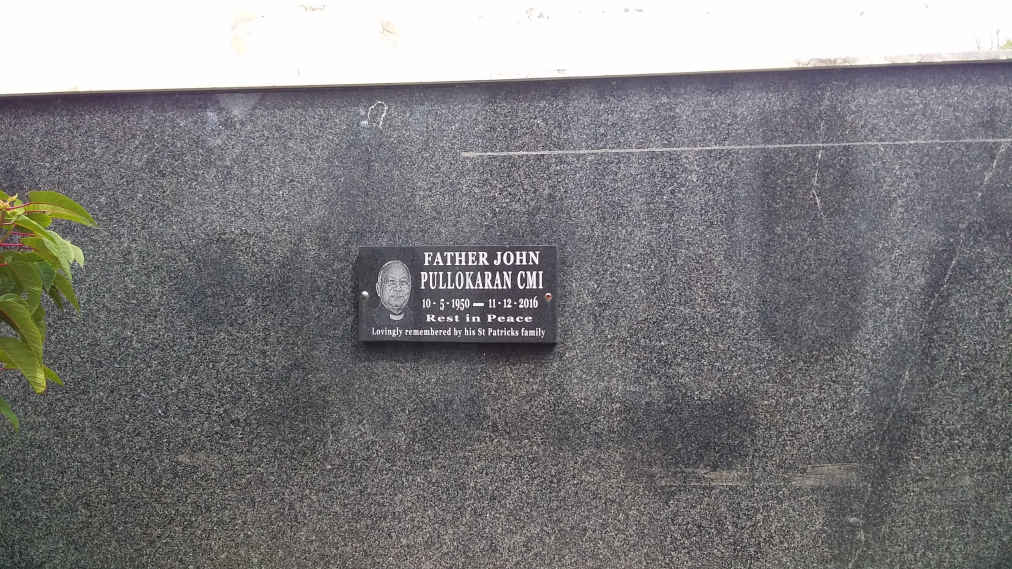 FATHER JOHN
PULLOKARAN CMI
10 - 5 - 1950 — 11 - 12 - 2016
Rest in Peace
Lovingly remembered by his St Patricks family